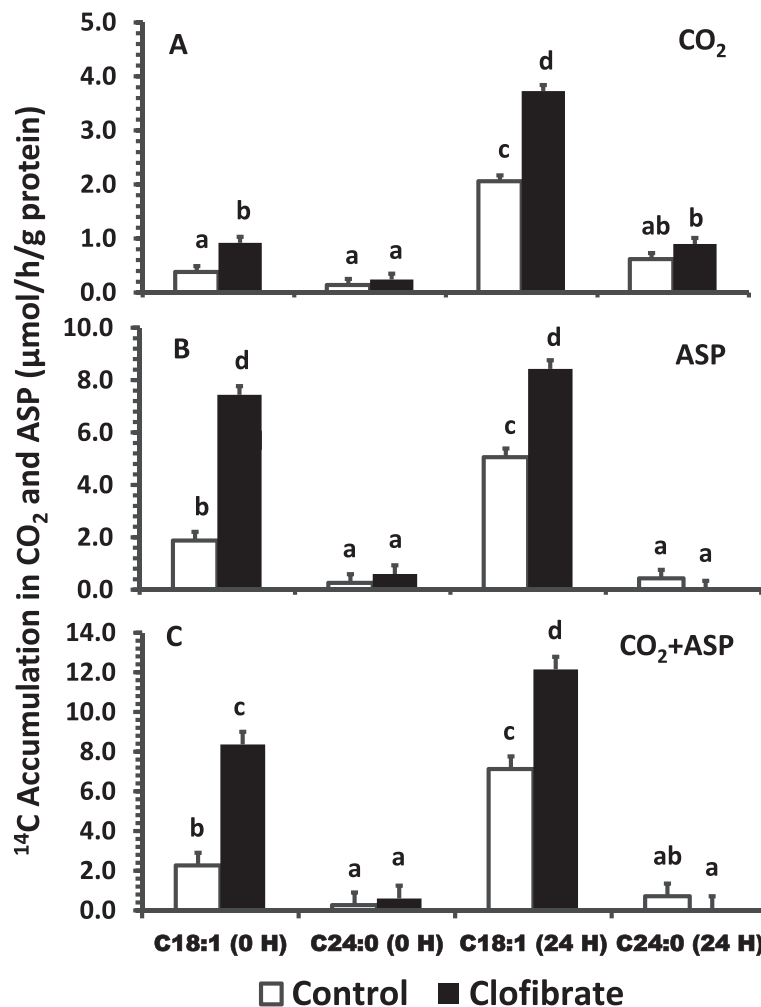 ¹⁴C Accumulation in CO₂ and ASP (µmol/h/g protein)
A
CO₂
5.0
4.0
3.0
2.0
1.0
0.0
a
b
a
a
c
d
ab
b
B
ASP
10.0
8.0
6.0
4.0
2.0
0.0
b
d
a
a
c
d
a
a
C
CO₂+ASP
14.0
12.0
10.0
8.0
6.0
4.0
2.0
0.0
b
c
a
a
c
d
ab
a
C18:1 (0 H) C24:0 (0 H) C18:1 (24 H) C24:0 (24 H)
Control Clofibrate